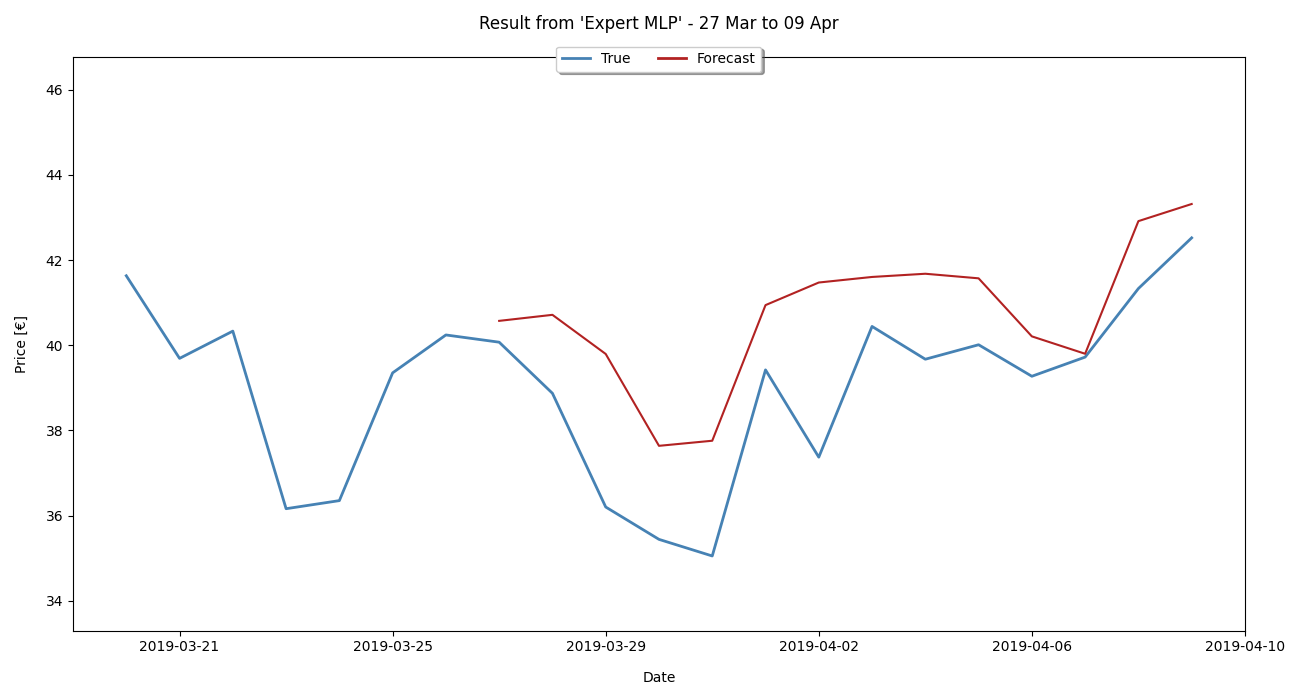 Result from 'Expert MLP' - 27 Mar to 09 Apr
True Forecast
46
44
42
40
38
36
34
Price [€]
2019-03-21 2019-03-25 2019-03-29 2019-04-02 2019-04-06 2019-04-10
Date